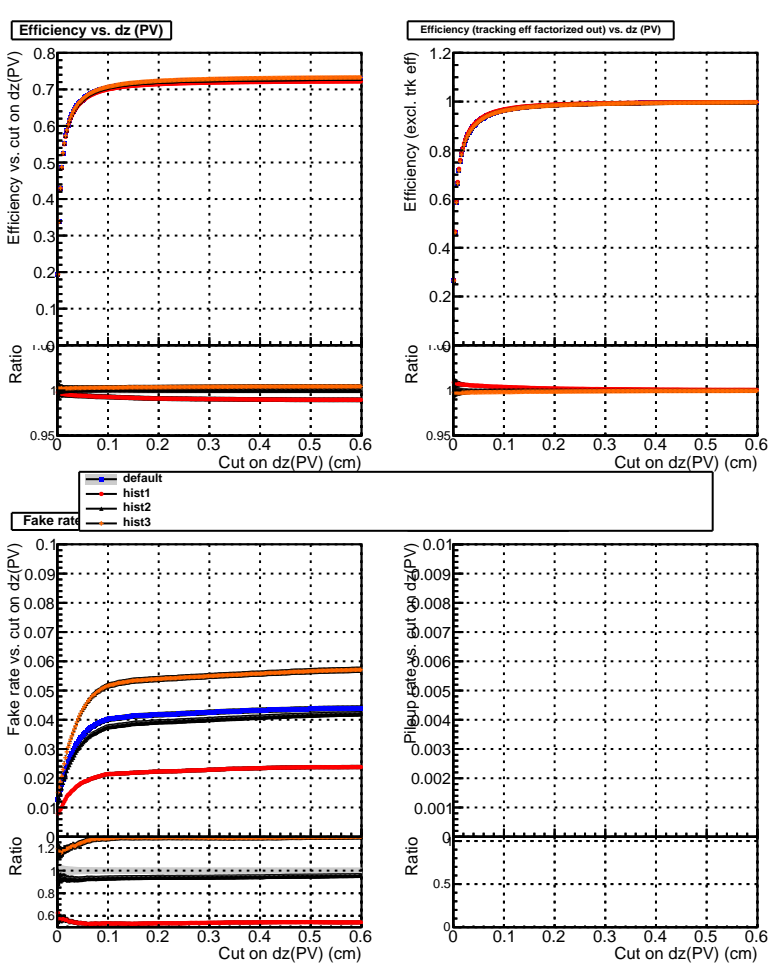 Efficiency vs. dz (PV)
Efficiency vs. cut on dz(PV)
0.8
0.7
0.6
0.5
0.4
0.3
0.2
0.1
0
Ratio
1
0.95
0 0.1 0.2 0.3 0.4 0.5 0.6
Cut on dz(PV) (cm)
Efficiency (tracking eff factorized out) vs. dz (PV)
Efficiency (excl. trk eff)
1.2
1
0.8
0.6
0.4
0.2
0
Ratio
1
0.95
0 0.1 0.2 0.3 0.4 0.5 0.6
Cut on dz(PV) (cm)
default
hist1
hist2
hist3
Fake rate
Fake rate vs. cut on dz(PV)
0.1
0.09
0.08
0.07
0.06
0.05
0.04
0.03
0.02
0.01
0
Ratio
1.2
1
0.8
0.6
0 0.1 0.2 0.3 0.4 0.5 0.6
Cut on dz(PV) (cm)
Pileup rate vs. cut on dz(PV)
0.01
0.009
0.008
0.007
0.006
0.005
0.004
0.003
0.002
0.001
0
Ratio
1
0.5
0
0 0.1 0.2 0.3 0.4 0.5 0.6
Cut on dz(PV) (cm)